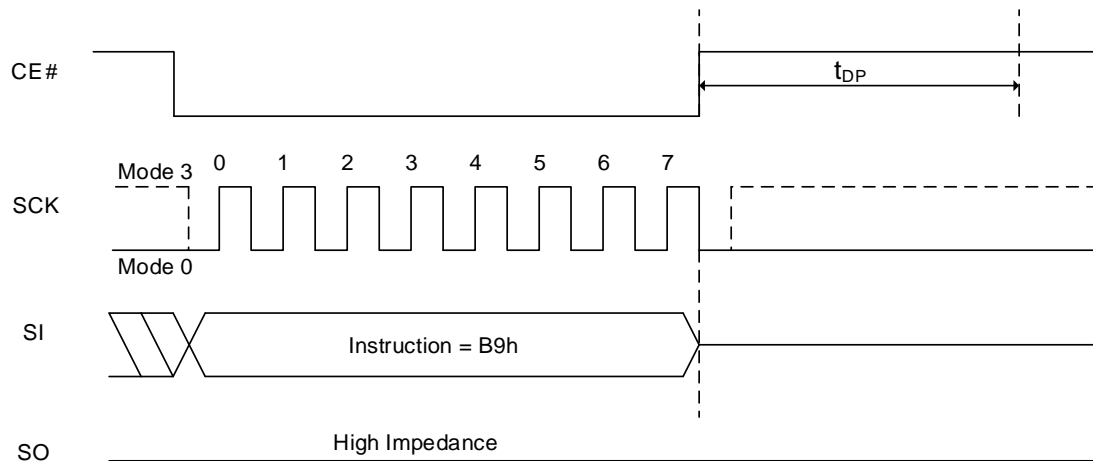 CE#
tDP
Mode 3 0 1 2 3 4 5 6 7
SCK
Mode 0
SI
Instruction = B9h
High Impedance
SO